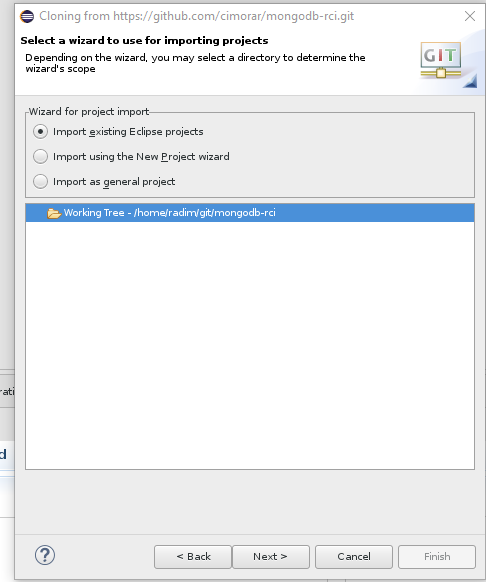 Cloning from https://github.com/cimorar/mongodb-rci.git
Select a wizard to use for importing projects
Depending on the wizard, you may select a directory to determine the
wizard's scope
GIT
Wizard for project import
Import existing Eclipse projects
Import using the New Project wizard
Import as general project
Working Tree - /home/radim/git/mongodb-rci
rati
d
?
< Back
Next >
Cancel
Finish